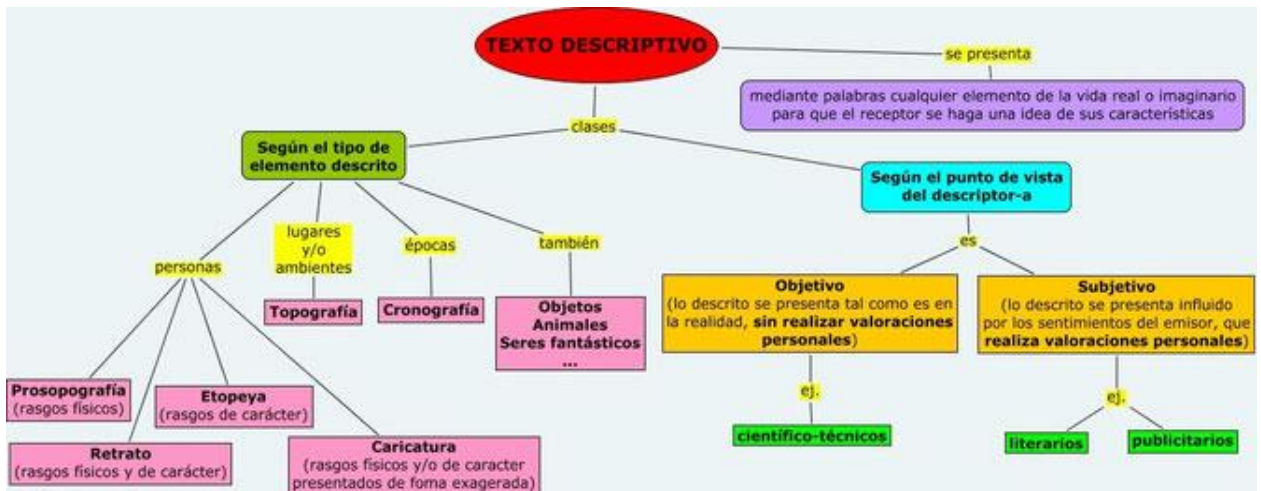 TEXTO DESCRIPTIVO
se presenta
mediante palabras cualquier elemento de la vida real o imaginario
para que el receptor se haga una idea de sus características
clases
Según el tipo de
elemento descrito
Según el punto de vista
del descriptor-a
lugares
y/o
ambientes
épocas
también
es
personas
Topografía
Cronografía
Objetos
Animales
Seres fantásticos
...
Objetivo
(lo descrito se presenta tal como es en
la realidad, sin realizar valoraciones
personales)
Subjetivo
(lo descrito se presenta influido
por los sentimientos del emisor, que
realiza valoraciones personales)
Prosopografía
(rasgos físicos)
Etopeya
(rasgos de carácter)
Retrato
(rasgos físicos y de carácter)
Caricatura
(rasgos físicos y/o de caracter
presentados de foma exagerada)
ej.
científico-técnicos
ej.
literarios
publicitarios